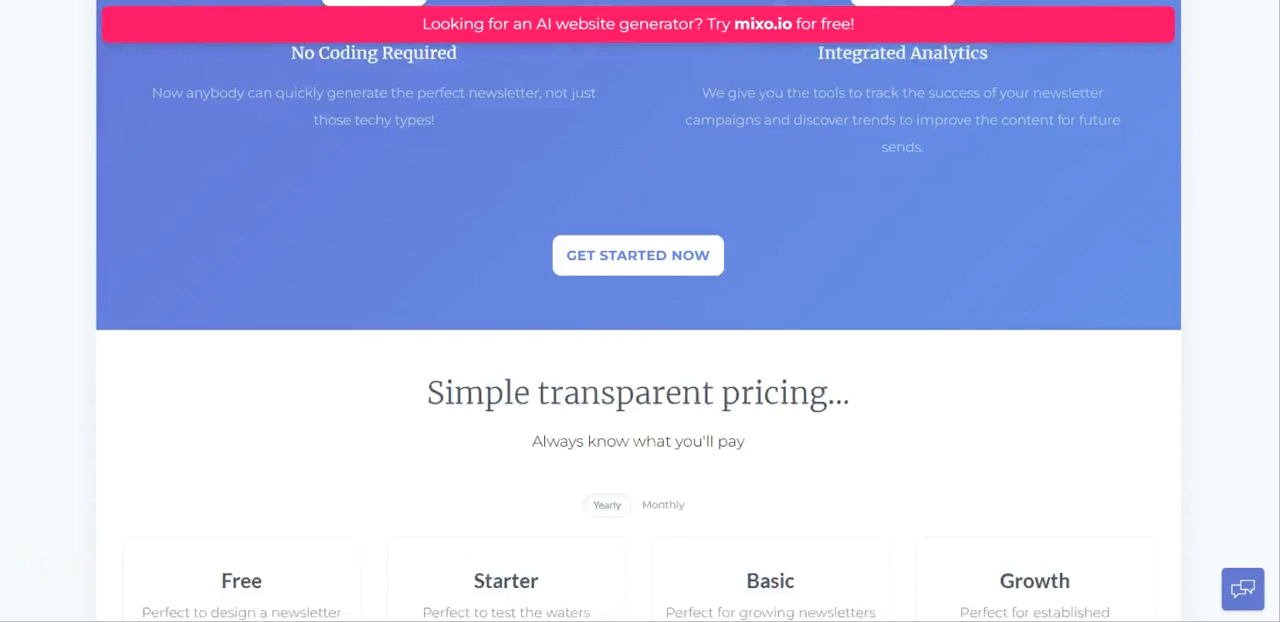 Looking for an AI website generator? Try mixo.io for free!
No Coding Required
Now anybody can quickly generate the perfect newsletter, not just
those techy types!
Integrated Analytics
We give you the tools to track the success of your newsletter
campaigns and discover trends to improve the content for future
sends.
GET STARTED NOW
Simple transparent pricing...
Always know what you'll pay
Yearly Monthly
Free
Perfect to design a newsletter
Starter
Perfect to test the waters
Basic
Perfect for growing newsletters
Growth
Perfect for established